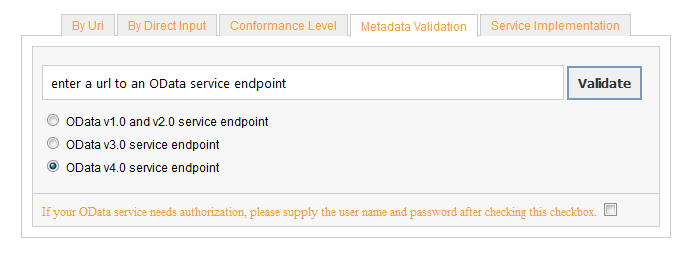 By Uri By Direct Input Conformance Level Metadata Validation Service Implementation
enter a url to an OData service endpoint Validate
OData v1.0 and v2.0 service endpoint
OData v3.0 service endpoint
OData v4.0 service endpoint
If your OData service needs authorization, please supply the user name and password after checking this checkbox.